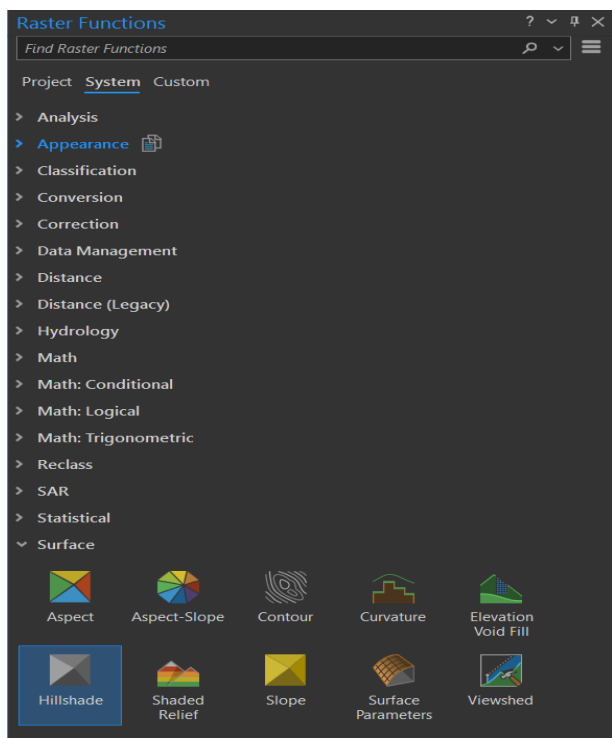 Raster Functions
Find Raster Functions
Project System Custom
Analysis
Appearance
Classification
Conversion
Correction
Data Management
Distance
Distance (Legacy)
Hydrology
Math
Math: Conditional
Math: Logical
Math: Trigonometric
Reclass
SAR
Statistical
Surface
Aspect Aspect-Slope Contour Curvature Elevation
Void Fill
Hillshade Shaded Slope Surface Viewshed
Relief Parameters